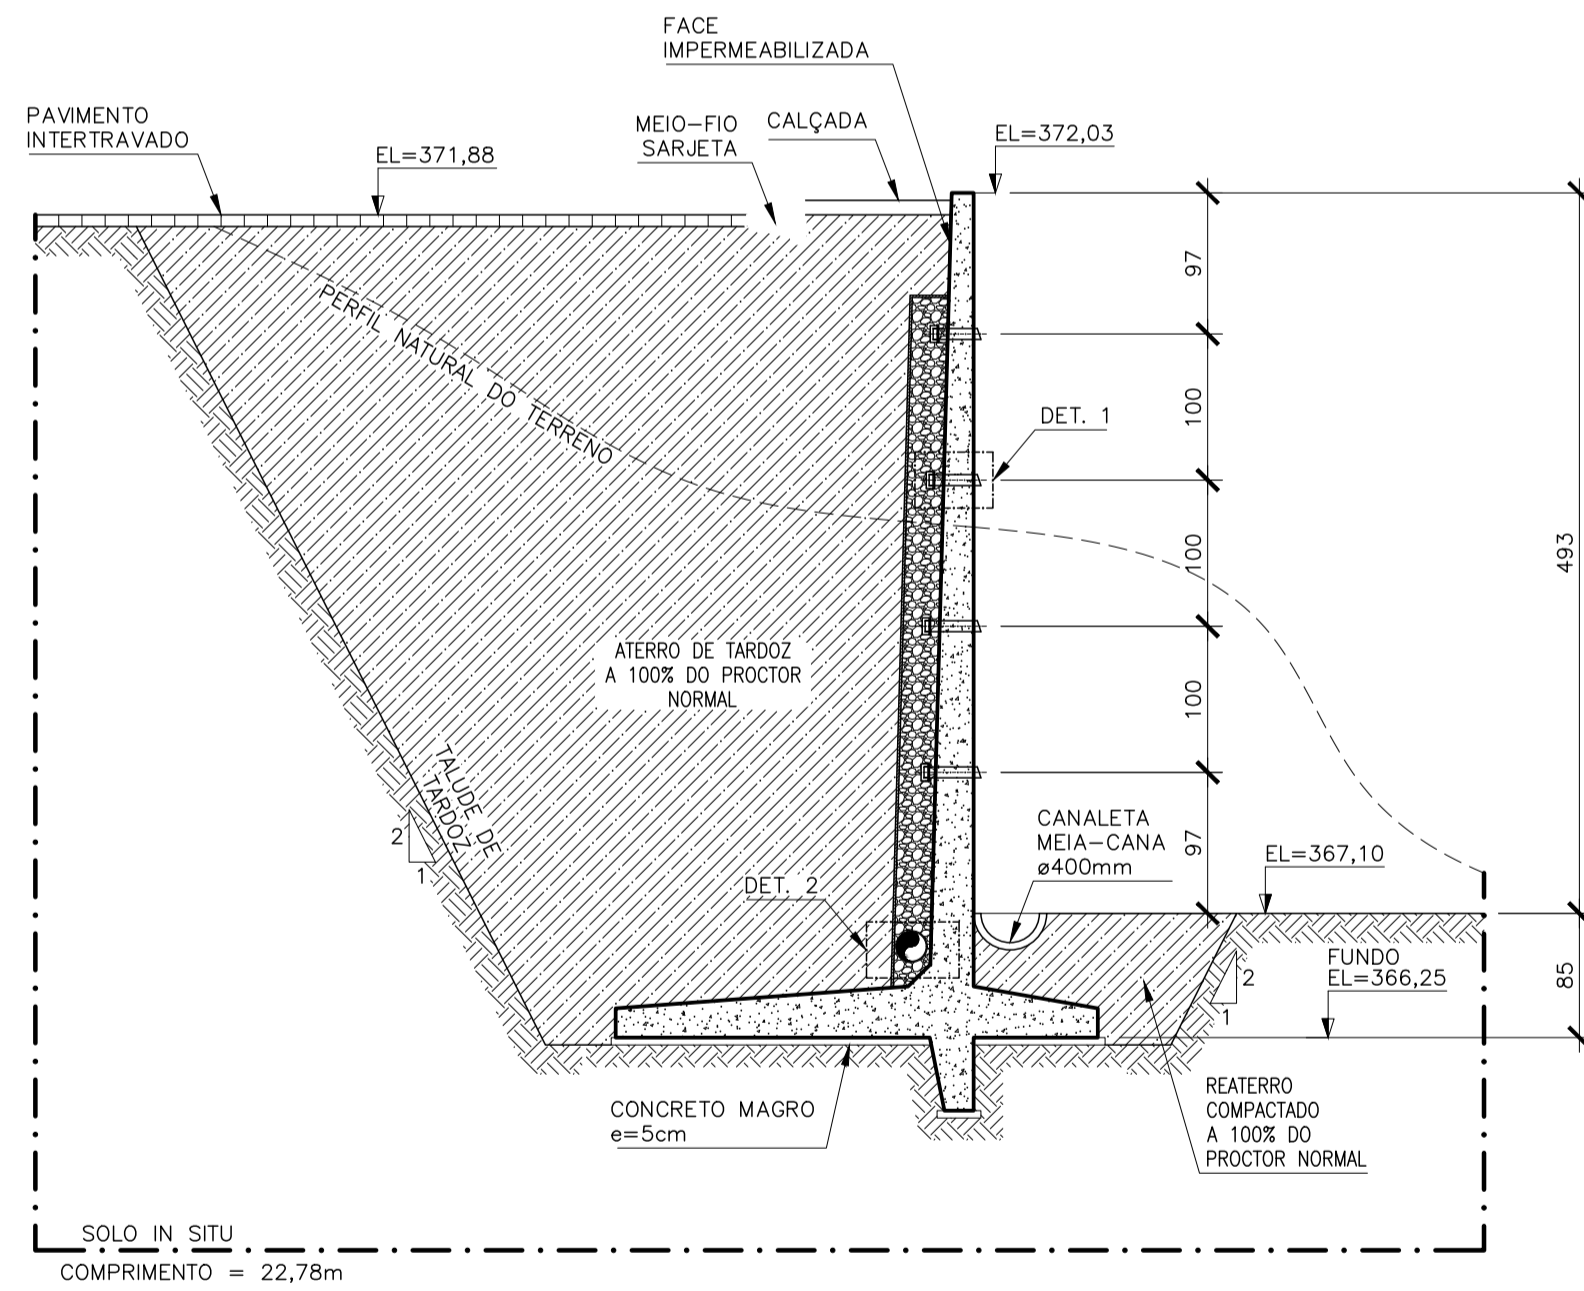 FACE
IMPERMEABILIZADA
PAVIMENTO
INTERTRAVADO
EL=371,88
MEIO-FIO
SARJETA
CALÇADA
EL=372,03
97
PERFIL NATURAL DO TERRENO
100
DET. 1
100
493
ATERRO DE TARDOZ
A 100% DO PROCTOR
NORMAL
100
TALUDE DE
TARDOZ
2
1
CANALETA
MEIA-CANA
ø400mm
97
EL=367,10
DET. 2
FUNDO
EL=366,25
2
1
85
CONCRETO MAGRO
e=5cm
REATERRO
COMPACTADO
A 100% DO
PROCTOR NORMAL
SOLO IN SITU
COMPRIMENTO = 22,78m